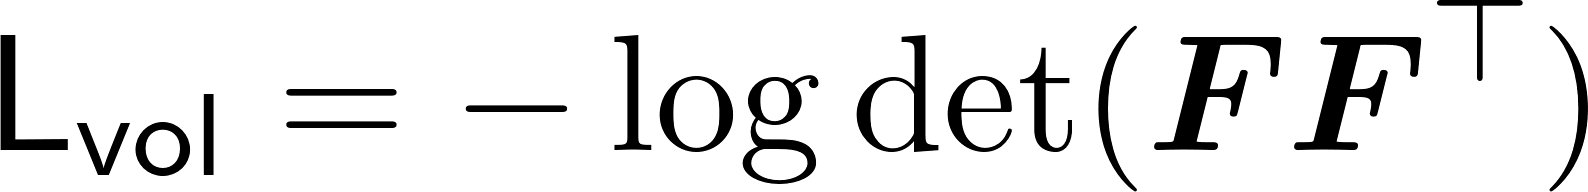 L_vol = − log det(FF^⊤)